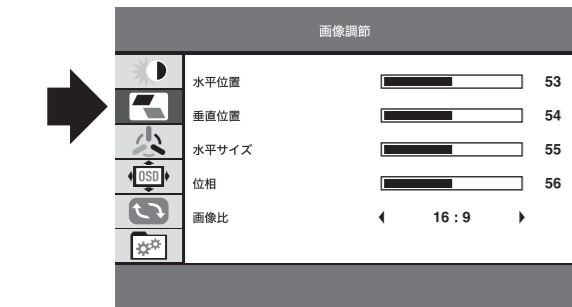 画像調節
水平位置 53
垂直位置 54
水平サイズ 55
OSD
位相 56
画像比 16 : 9